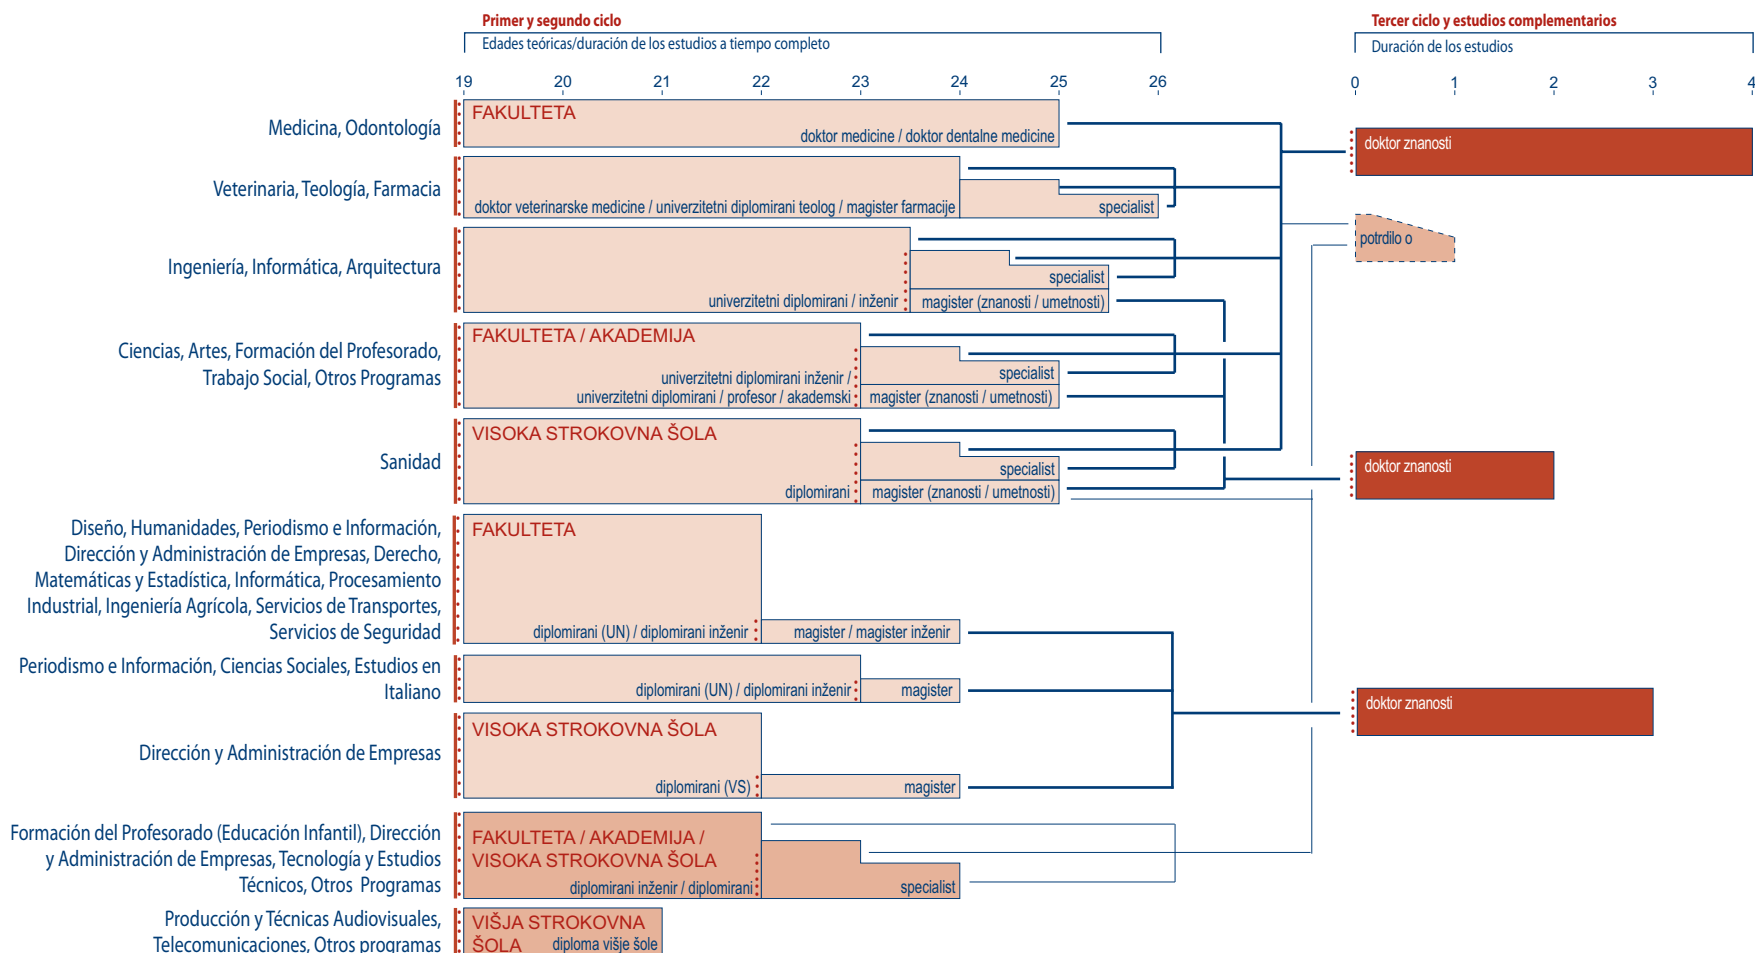 Primer y segundo ciclo
Edades teóricas/duración de los estudios a tiempo completo
Tercer ciclo y estudios complementarios
Duración de los estudios
19 20 21 22 23 24 25 26
0 1 2 3 4
Medicina, Odontología
FAKULTETA
doktor medicine / doktor dentalne medicine
doktor znanosti
Veterinaria, Teología, Farmacia
doktor veterinarske medicine / univerzitetni diplomirani teolog / magister farmacije
specialist
potrdilo o
Ingeniería, Informática, Arquitectura
specialist
univerzitetni diplomirani / inženir
magister (znanosti / umetnosti)
Ciencias, Artes, Formación del Profesorado,
Trabajo Social, Otros Programas
FAKULTETA / AKADEMIJA
univerzitetni diplomirani inženir /
univerzitetni diplomirani / profesor / akademski
specialist
magister (znanosti / umetnosti)
Sanidad
VISOKA STROKOVNA ŠOLA
diplomirani
specialist
magister (znanosti / umetnosti)
doktor znanosti
Diseño, Humanidades, Periodismo e Información,
Dirección y Administración de Empresas, Derecho,
Matemáticas y Estadística, Informática, Procesamiento
Industrial, Ingeniería Agrícola, Servicios de Transportes,
Servicios de Seguridad
FAKULTETA
diplomirani (UN) / diplomirani inženir
magister / magister inženir
Periodismo e Información, Ciencias Sociales, Estudios en
Italiano
diplomirani (UN) / diplomirani inženir
magister
doktor znanosti
Dirección y Administración de Empresas
VISOKA STROKOVNA ŠOLA
diplomirani (VS)
magister
Formación del Profesorado (Educación Infantil), Dirección
y Administración de Empresas, Tecnología y Estudios
Técnicos, Otros Programas
FAKULTETA / AKADEMIJA /
VISOKA STROKOVNA ŠOLA
diplomirani inženir / diplomirani
specialist
Producción y Técnicas Audiovisuales,
Telecomunicaciones, Otros programas
VIŠJA STROKOVNA
ŠOLA diploma višje šole